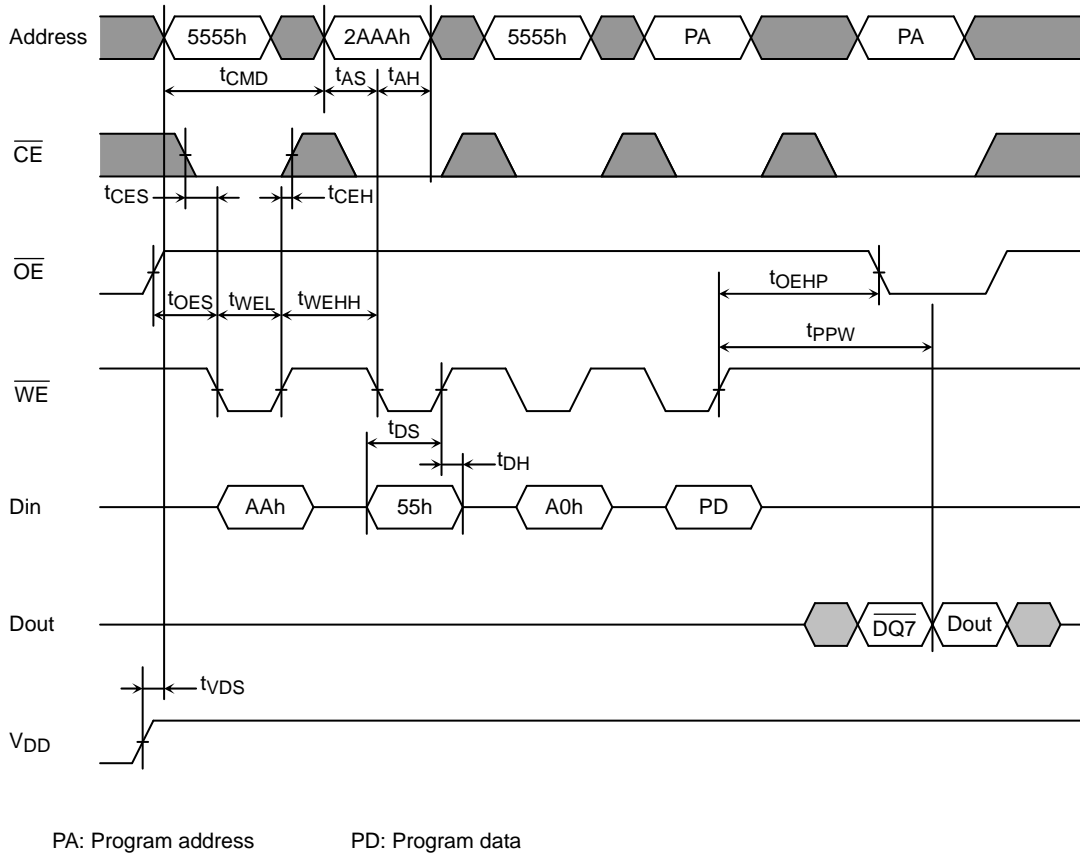 Address 5555h 2AAAh 5555h PA PA
tCMD tAS tAH
CE
tCES tCEH
OE
tOES tWEL tWEHH tOEHP
tPPW
WE
tDS
tDH
Din AAh 55h A0h PD
Dout DQ7 Dout
tVDS
VDD
PA: Program address PD: Program data